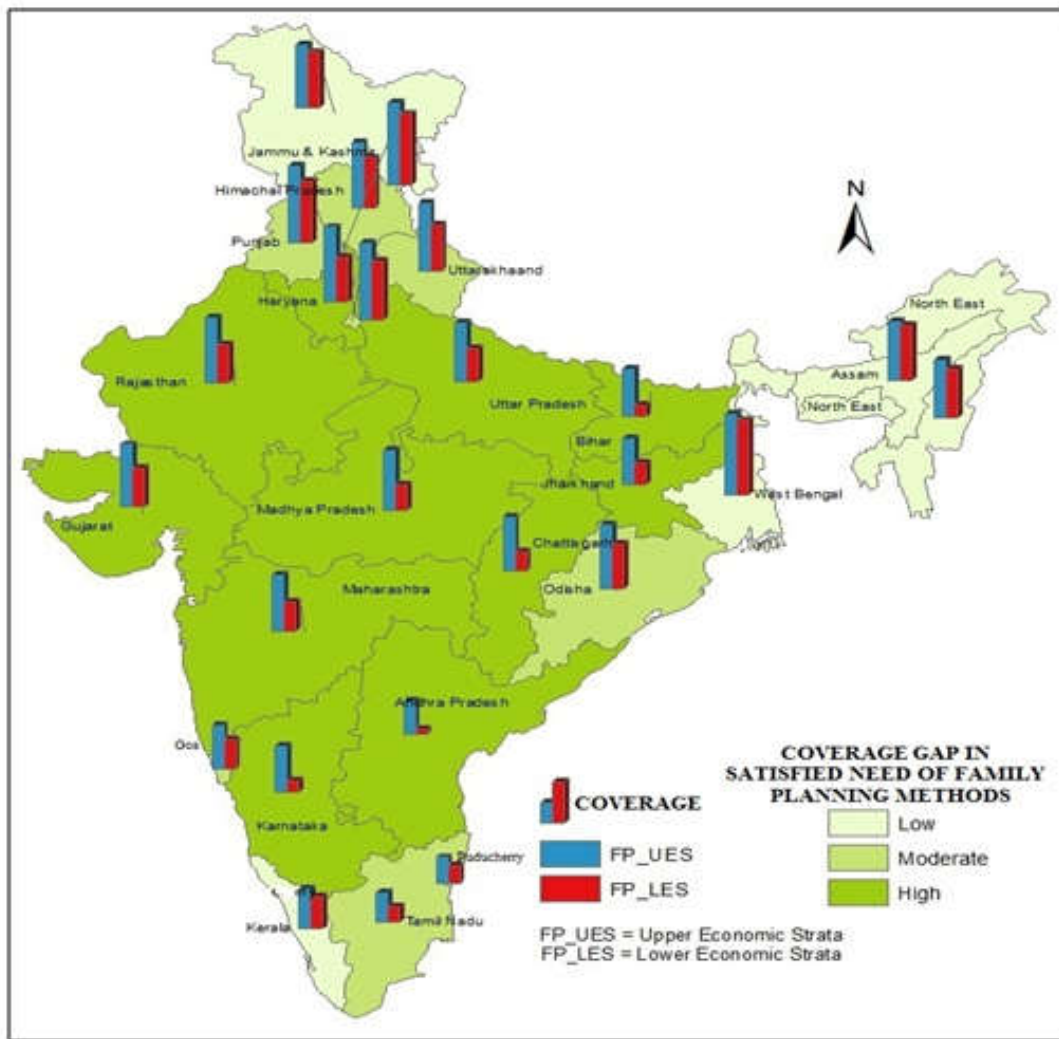 N
Jammu & Kashmir
Himachal Pradesh
Punjab
Uttarakhaand
Haryana
North East
Rajasthan
Assam
Uttar Pradesh
North East
Bihar
Jharkhand
West Bengal
Gujarat
Madhya Pradesh
Chattisgarh
Odisha
Maharashtra
Andhra Pradesh
Goa
Karnataka
Puducherry
Kerala
Tamil Nadu
COVERAGE
FP_UES
FP_LES
FP_UES = Upper Economic Strata
FP_LES = Lower Economic Strata
COVERAGE GAP IN
SATISFIED NEED OF FAMILY
PLANNING METHODS
Low
Moderate
High